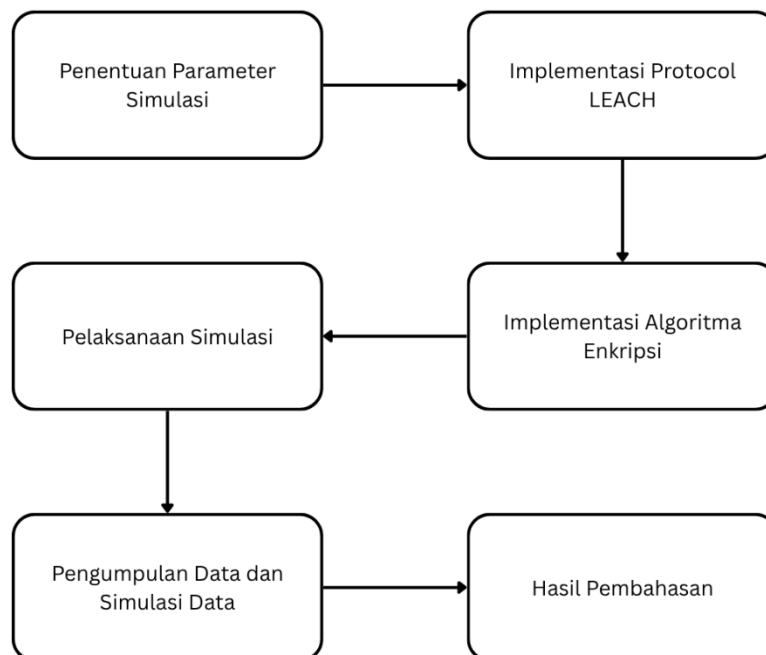 Penentuan Parameter
Simulasi
Implementasi Protocol
LEACH
Implementasi Algoritma
Enkripsi
Pelaksanaan Simulasi
Pengumpulan Data dan
Simulasi Data
Hasil Pembahasan